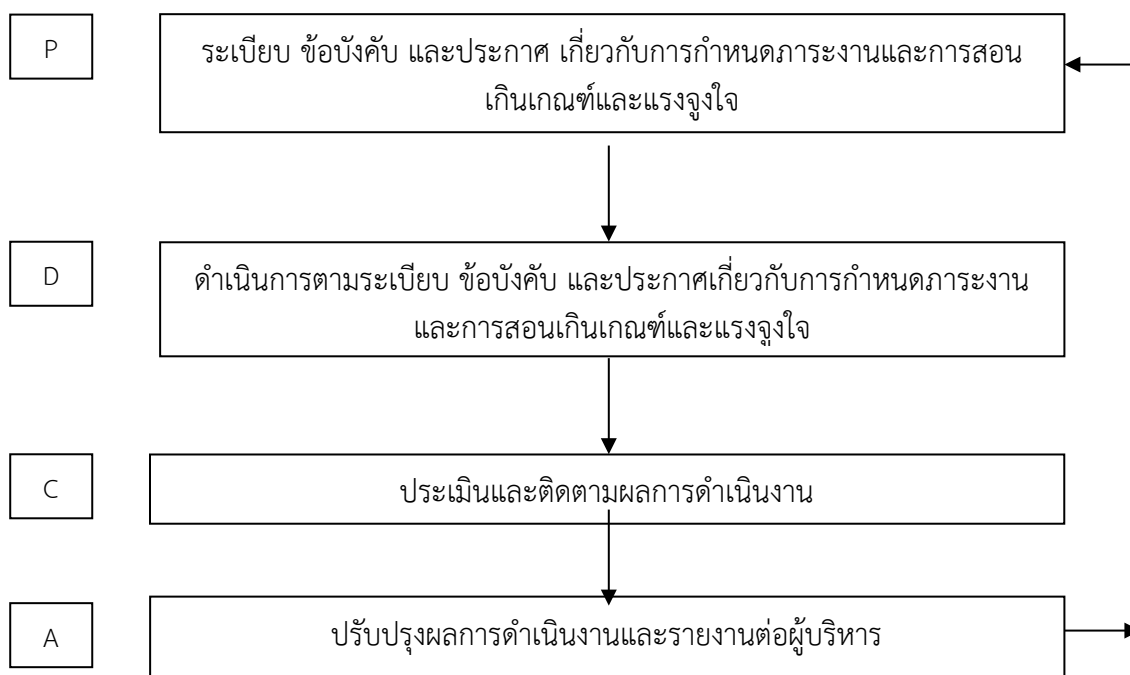 P
ระเบียบ ข้อบังคับ และประกาศ เกี่ยวกับการกำหนดภาระงานและการสอน
เกินเกณฑ์และแรงจูงใจ
D
ดำเนินการตามระเบียบ ข้อบังคับ และประกาศเกี่ยวกับการกำหนดภาระงาน
และการสอนเกินเกณฑ์และแรงจูงใจ
C
ประเมินและติดตามผลการดำเนินงาน
A
ปรับปรุงผลการดำเนินงานและรายงานต่อผู้บริหาร